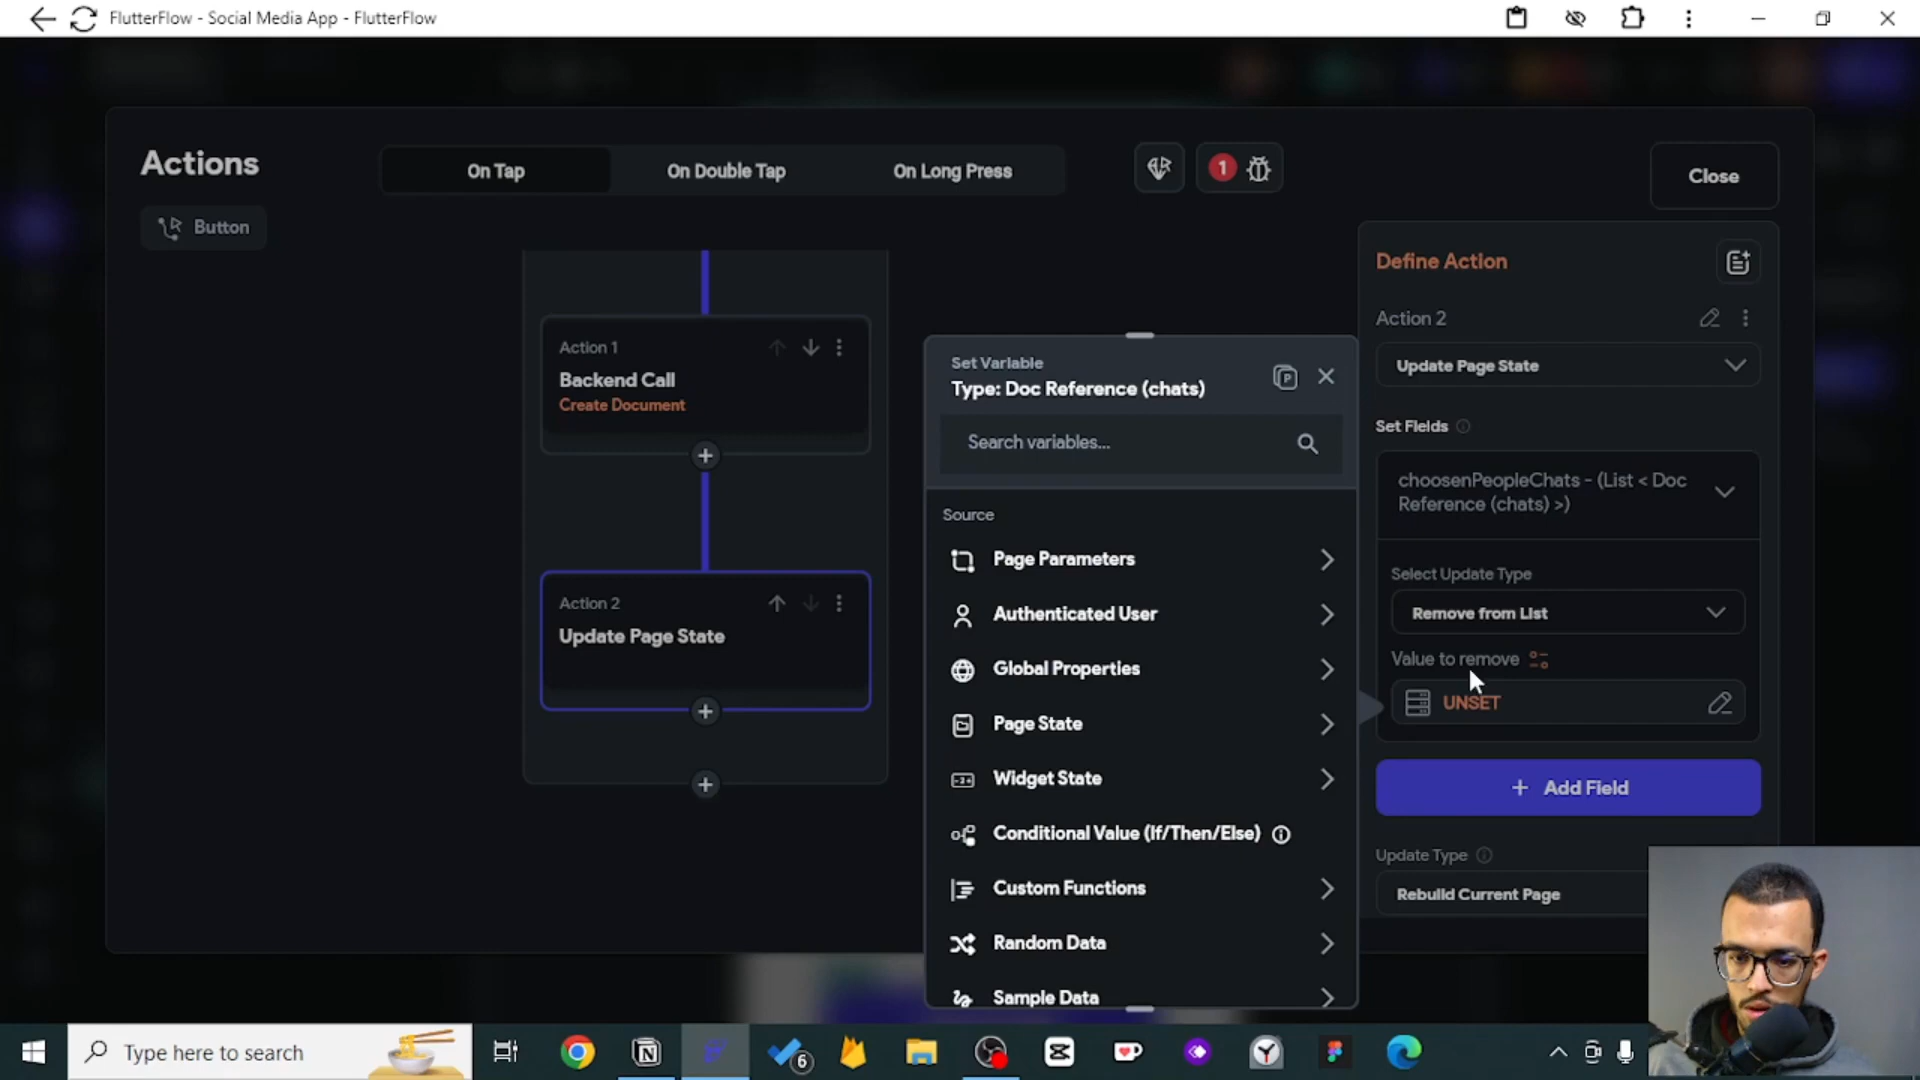 FlutterFlow - Social Media App - FlutterFlow
Actions
On Tap
On Double Tap
On Long Press
1
Close
Button
Define Action
Action 2
Update Page State
Set Fields
choosenPeopleChats - (List < Doc
Reference (chats) >)
Select Update Type
Remove from List
Value to remove
UNSET
+ Add Field
Update Type
Rebuild Current Page
Action 1
Backend Call
Create Document
Action 2
Update Page State
Set Variable
Type: Doc Reference (chats)
Search variables...
Source
Page Parameters
Authenticated User
Global Properties
Page State
Widget State
Conditional Value (If/Then/Else)
Custom Functions
Random Data
Sample Data
Type here to search
6